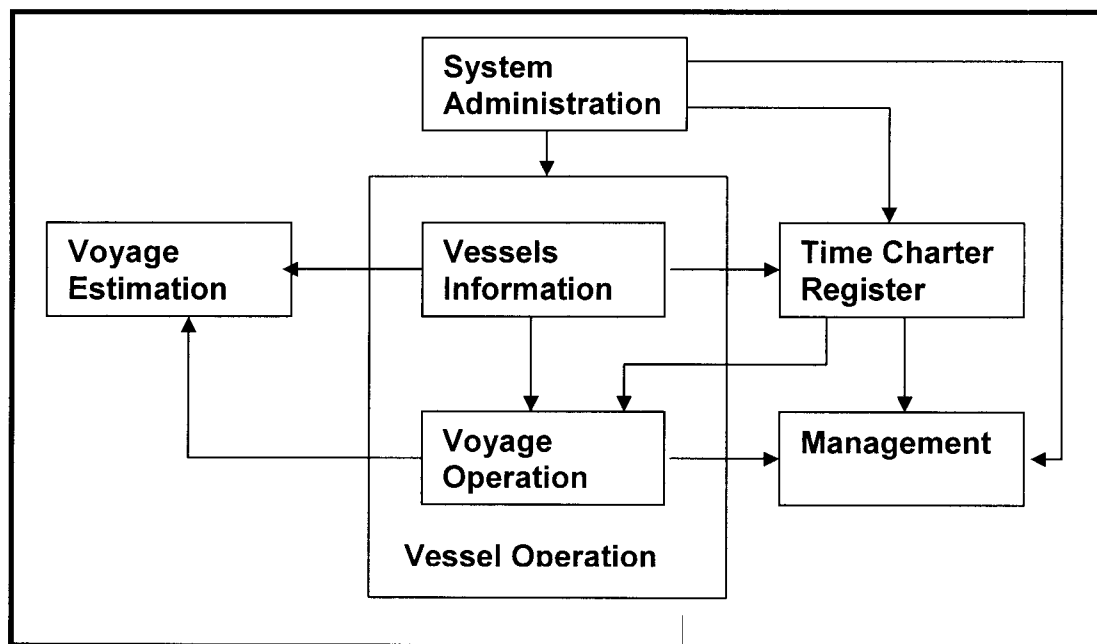 System
Administration
Voyage
Estimation
Vessels
Information
Time Charter
Register
Voyage
Operation
Management
Vessel Operation